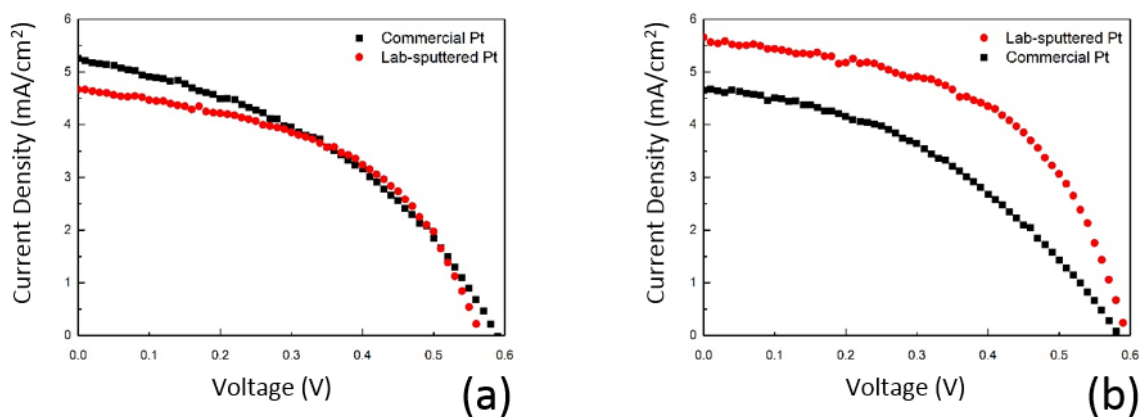 Current Density (mA/cm²)
6
5
4
3
2
1
0
Commercial Pt
Lab-sputtered Pt
0.0 0.1 0.2 0.3 0.4 0.5 0.6
Voltage (V)
(a)
Current Density (mA/cm²)
6
5
4
3
2
1
0
Lab-sputtered Pt
Commercial Pt
0.0 0.1 0.2 0.3 0.4 0.5 0.6
Voltage (V)
(b)